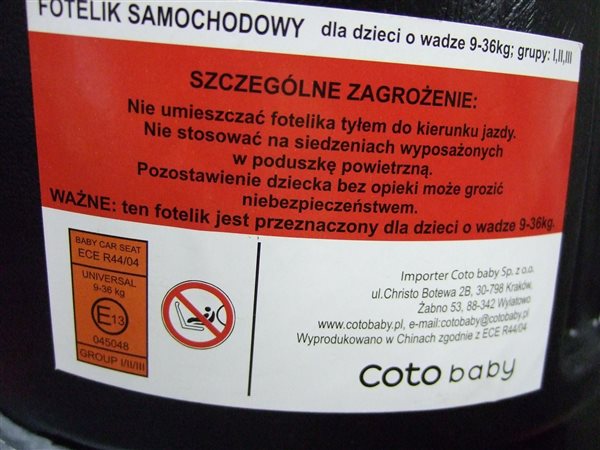 FOTELIK SAMOCHODOWY dla dzieci o wadze 9-36kg; grupy: I,II,III
SZCZEGÓLNE ZAGROŻENIE:
Nie umieszczać fotelika tyłem do kierunku jazdy.
Nie stosować na siedzeniach wyposażonych
w poduszkę powietrzną.
Pozostawienie dziecka bez opieki może grozić
niebezpieczeństwem.
WAŻNE: ten fotelik jest przeznaczony dla dzieci o wadze 9-36kg.
BABY CAR SEAT
ECE R44/04
UNIVERSAL
9-36 kg
E13
045048
GROUP I/II/III
Importer Coto baby Sp. z o.o.
ul.Christo Botewa 2B, 30-798 Kraków,
Żabno 53, 88-342 Wylatowo
www.cotobaby.pl, e-mail:cotobaby@cotobaby.pl
Wyprodukowano w Chinach zgodnie z ECE R44/04
coto baby